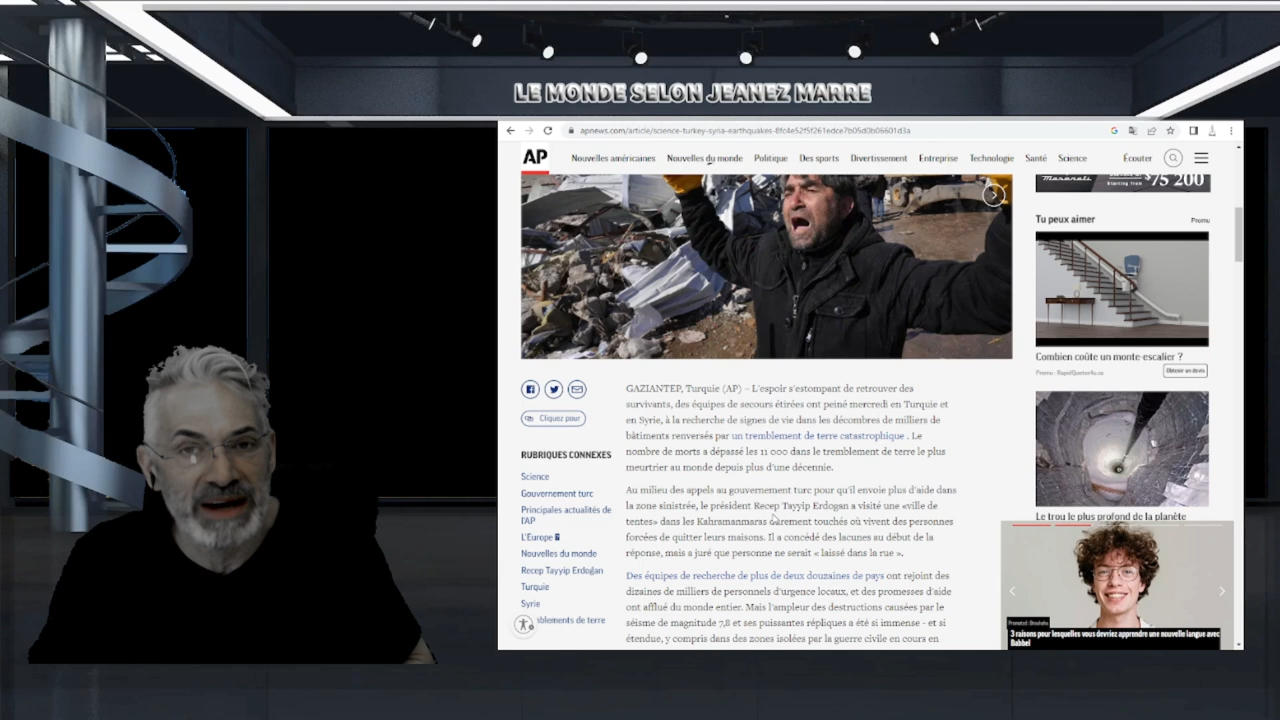 LE MONDE SELON JEANEZ MARRE
AP
Nouvelles américaines
Nouvelles du monde
Politique
Des sports
Divertissement
Entreprise
Technologie
Santé
Science
Écouter
Starting from $75 200
Tu peux aimer
Promu
Combien coûte un monte-escalier ?
Obtenir un devis
Le trou le plus profond de la planète
3 raisons pour lesquelles vous devriez apprendre une nouvelle langue avec
Babbel
Cliquez pour
RUBRIQUES CONNEXES
Science
Gouvernement turc
Principales actualités de
l'AP
L'Europe
Nouvelles du monde
Recep Tayyip Erdoğan
Turquie
Syrie
blements de terre
GAZIANTEP, Turquie (AP) – L'espoir s'estompant de retrouver des
survivants, des équipes de secours étirées ont peiné mercredi en Turquie et
en Syrie, à la recherche de signes de vie dans les décombres de milliers de
bâtiments renversés par un tremblement de terre catastrophique . Le
nombre de morts a dépassé les 11 000 dans le tremblement de terre le plus
meurtrier au monde depuis plus d'une décennie.
Au milieu des appels au gouvernement turc pour qu'il envoie plus d'aide dans
la zone sinistrée, le président Recep Tayyip Erdogan a visité une «ville de
tentes» dans les Kahramanmaras durement touchés où vivent des personnes
forcées de quitter leurs maisons. Il a concédé des lacunes au début de la
réponse, mais a juré que personne ne serait « laissé dans la rue ».
Des équipes de recherche de plus de deux douzaines de pays ont rejoint des
dizaines de milliers de personnels d'urgence locaux, et des promesses d'aide
ont afflué du monde entier. Mais l'ampleur des destructions causées par le
séisme de magnitude 7,8 et ses puissantes répliques a été si immense - et si
étendue, y compris dans des zones isolées par la guerre civile en cours en